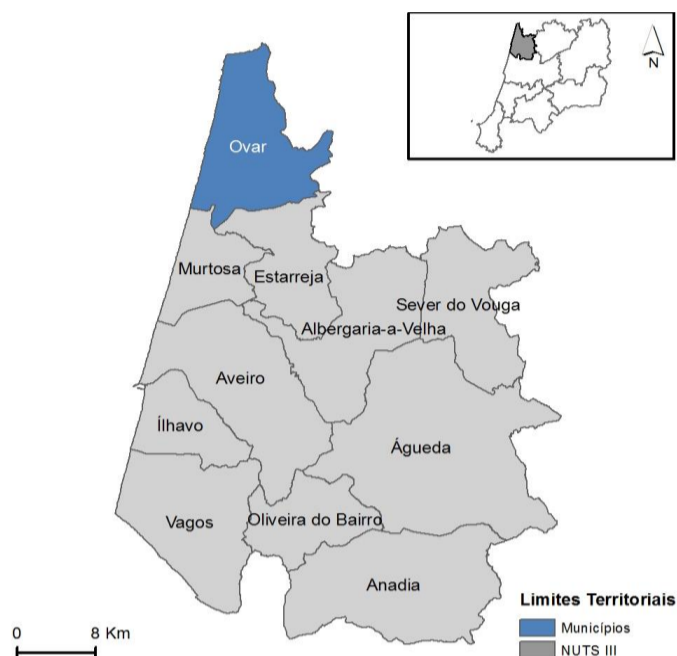 N
Ovar
Murtosa
Estarreja
Sever do Vouga
Albergaria-a-Velha
Aveiro
Ílhavo
Águeda
Vagos
Oliveira do Bairro
Anadia
Limites Territoriais
Municípios
NUTS III
0 8 Km